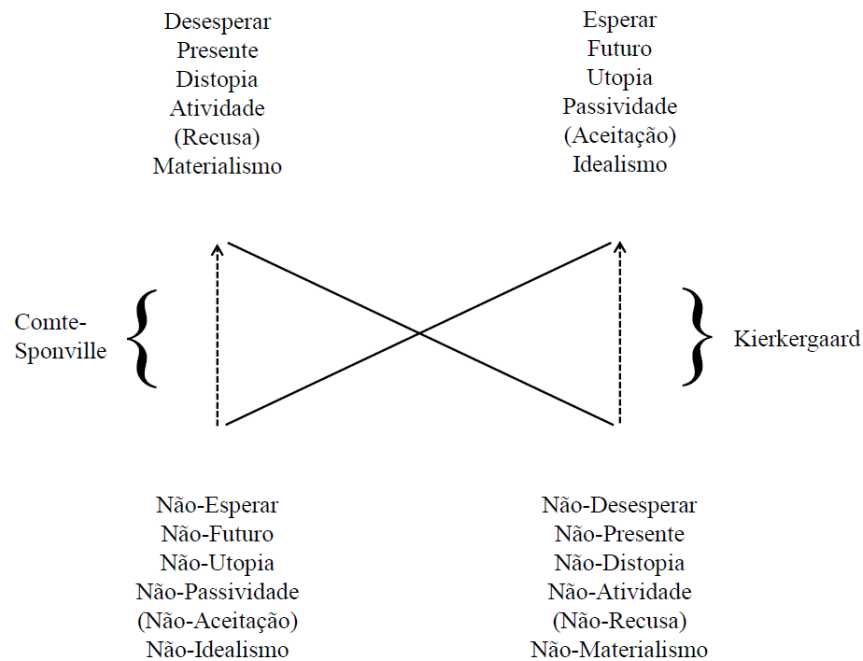 Desesperar
Presente
Distopia
Atividade
(Recusa)
Materialismo
Esperar
Futuro
Utopia
Passividade
(Aceitação)
Idealismo
Comte-
Sponville
Kierkergaard
Não-Esperar
Não-Futuro
Não-Utopia
Não-Passividade
(Não-Aceitação)
Não-Idealismo
Não-Desesperar
Não-Presente
Não-Distopia
Não-Atividade
(Não-Recusa)
Não-Materialismo